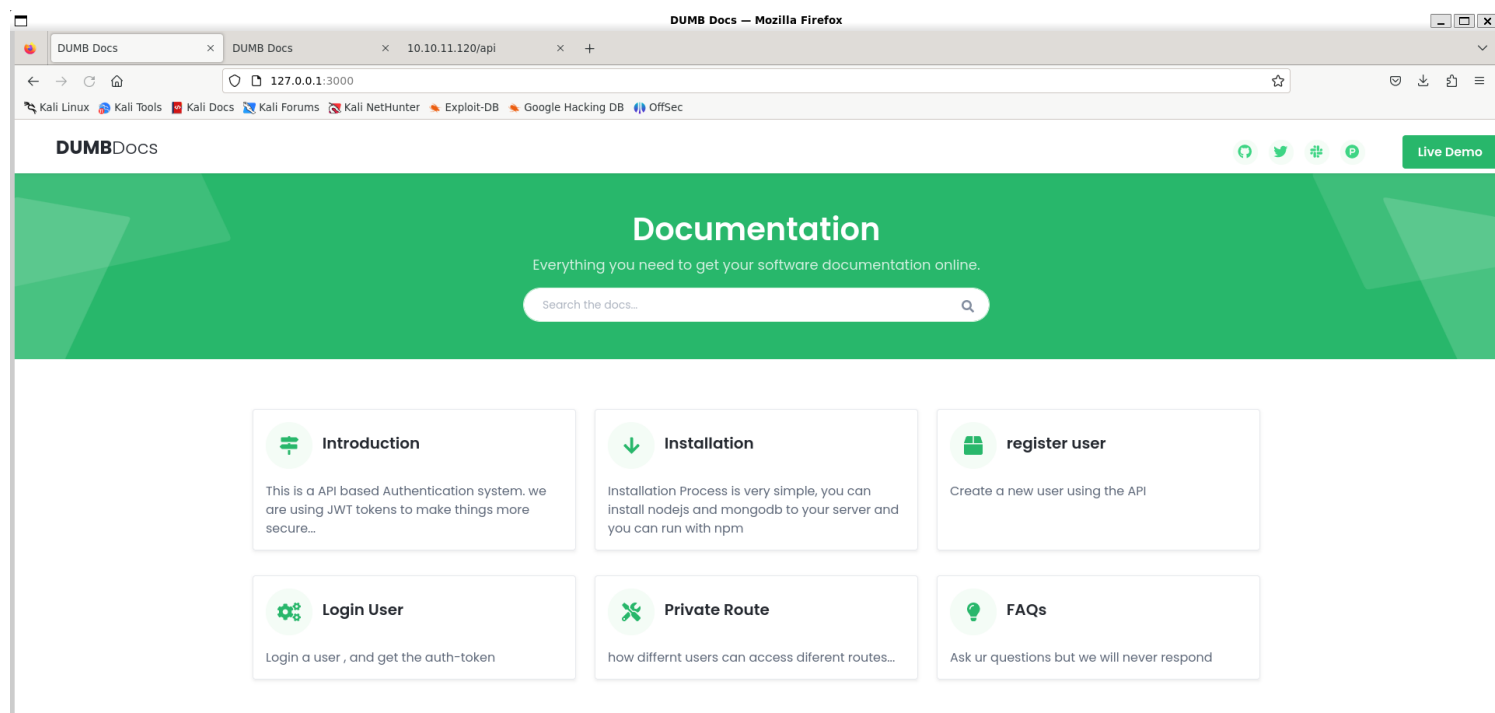 DUMB Docs — Mozilla Firefox
DUMB Docs
DUMB Docs
10.10.11.120/api
127.0.0.1:3000
Kali Linux Kali Tools Kali Docs Kali Forums Kali NetHunter Exploit-DB Google Hacking DB OffSec
DUMBDocs
Live Demo
Documentation
Everything you need to get your software documentation online.
Search the docs...
Introduction
This is a API based Authentication system. we
are using JWT tokens to make things more
secure...
Installation
Installation Process is very simple, you can
install nodejs and mongodb to your server and
you can run with npm
register user
Create a new user using the API
Login User
Login a user , and get the auth-token
Private Route
how differnt users can access diferent routes...
FAQs
Ask ur questions but we will never respond